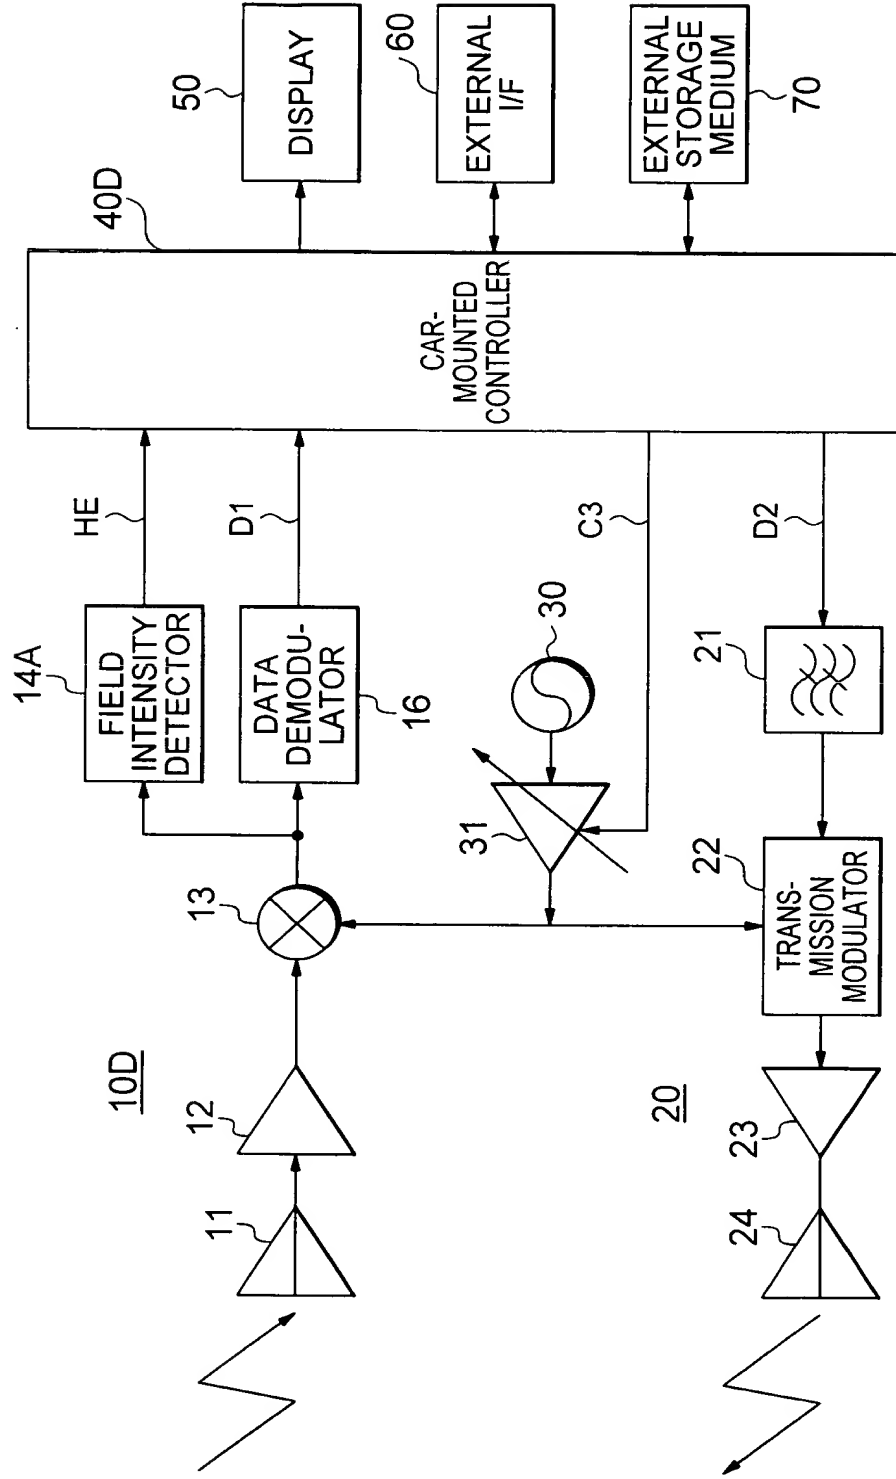 10D
11
12
13
14A
FIELD
INTENSITY
DETECTOR
HE
DATA
DEMODU-
LATOR
16
D1
40D
CAR-
MOUNTED
CONTROLLER
50
DISPLAY
60
EXTERNAL
I/F
EXTERNAL
STORAGE
MEDIUM
70
31
30
C3
20
24
23
22
TRANS-
MISSION
MODULATOR
21
D2